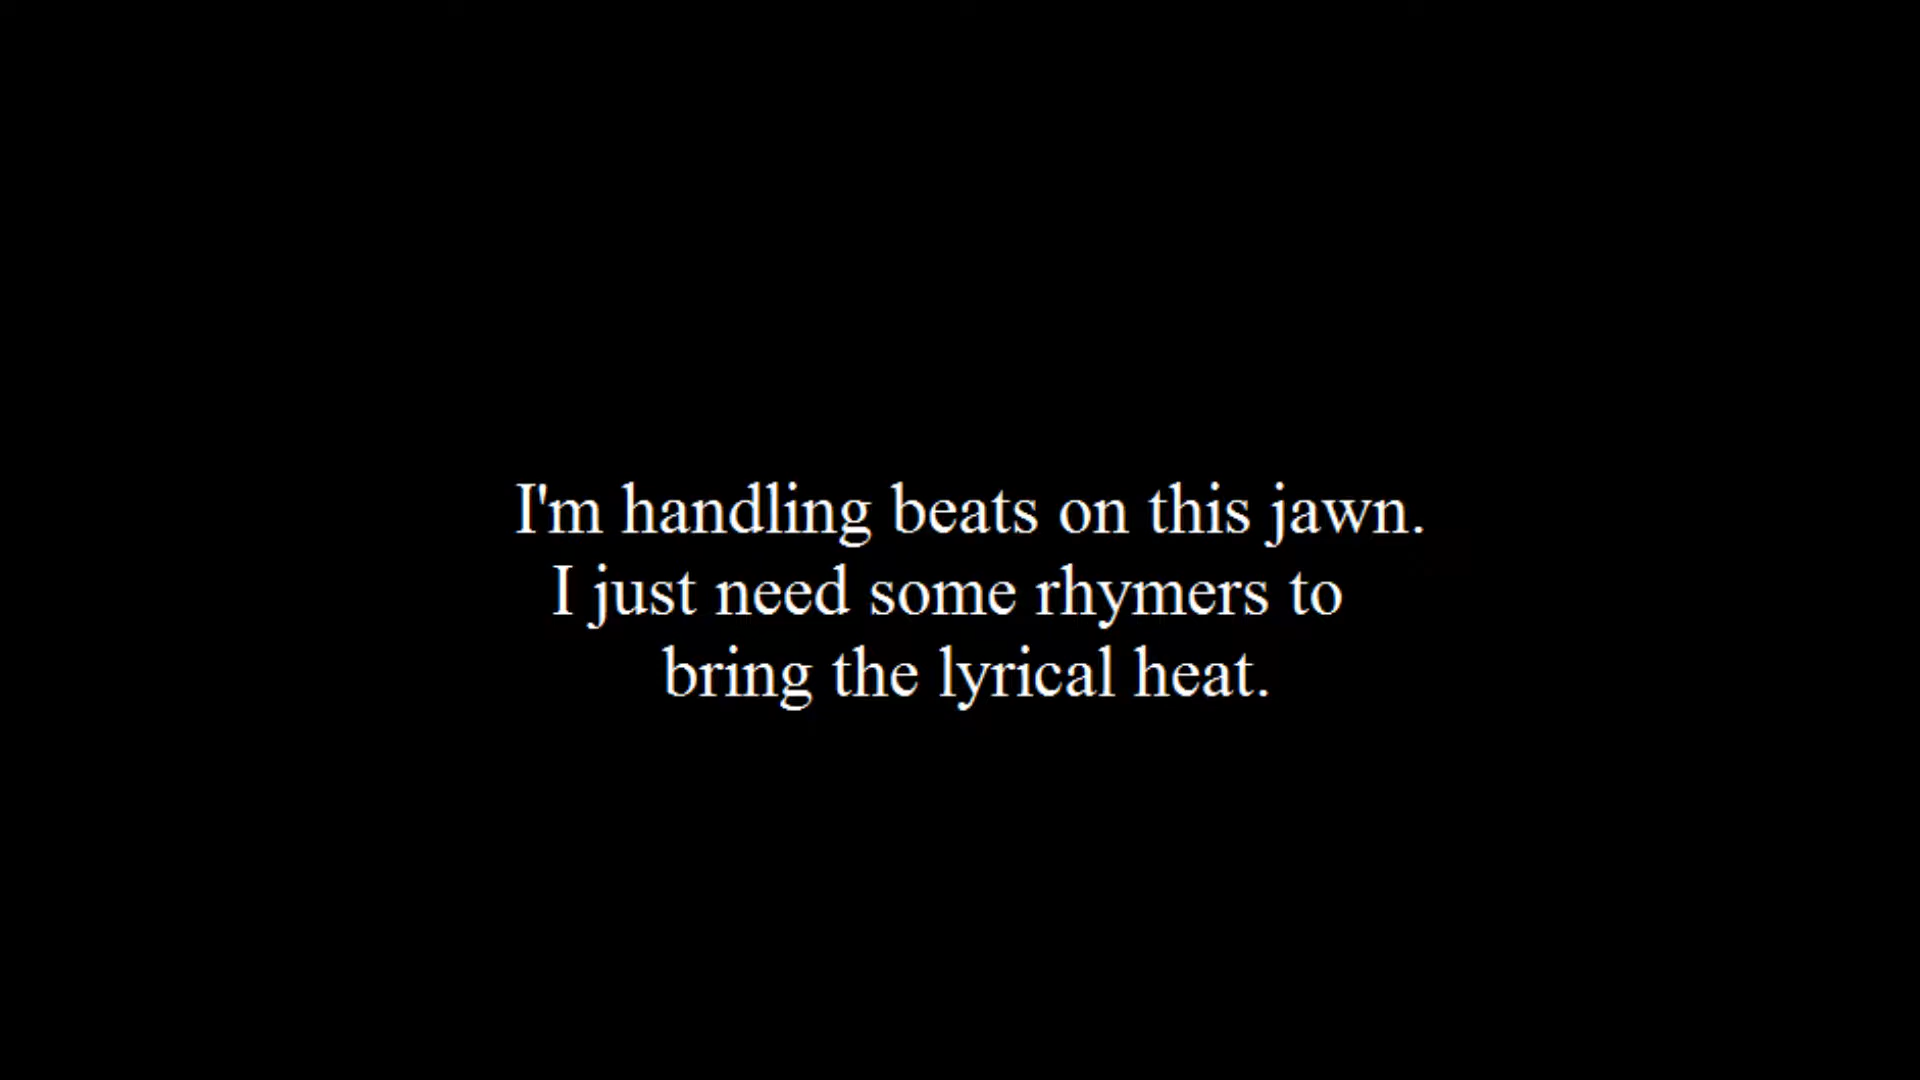 I'm handling beats on this jawn.
I just need some rhymers to
bring the lyrical heat.